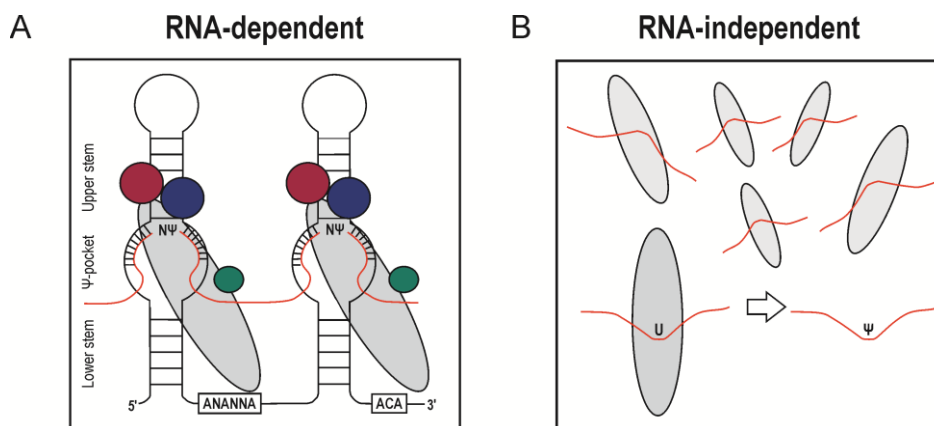 A
RNA-dependent
Upper stem
Ψ-pocket
Lower stem
NΨ
NΨ
5'
ANANNA
ACA
3'
B
RNA-independent
U
Ψ